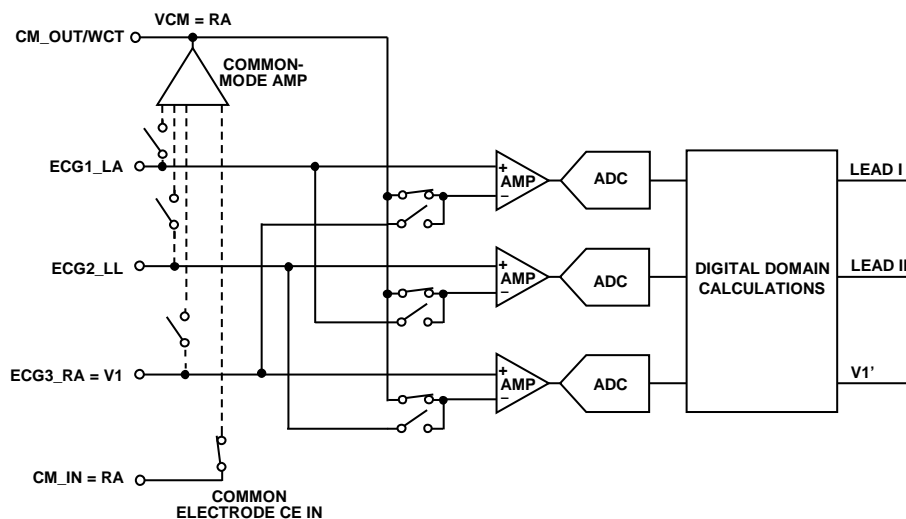 VCM = RA
CM_OUT/WCT
COMMON-
MODE AMP
ECG1_LA
+
AMP
–
ADC
LEAD I
ECG2_LL
+
AMP
–
ADC
DIGITAL DOMAIN
CALCULATIONS
LEAD II
ECG3_RA = V1
+
AMP
–
ADC
V1’
CM_IN = RA
COMMON
ELECTRODE CE IN